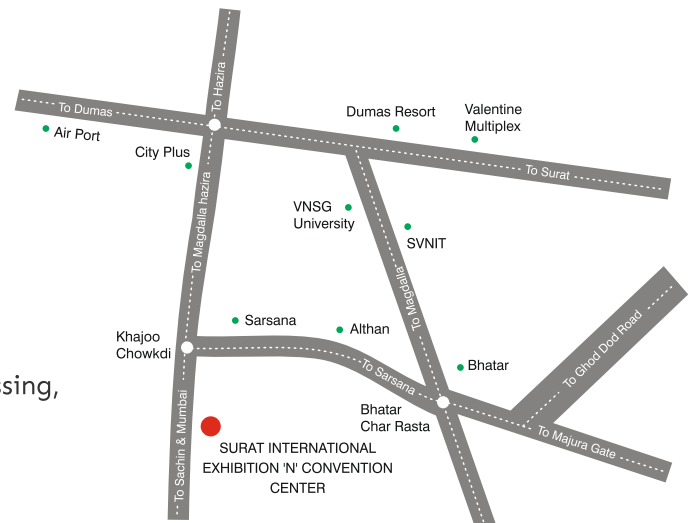 To Hazira
To Dumas
Air Port
City Plus
Dumas Resort
Valentine
Multiplex
To Surat
To Magdalla hazira
VNSG
University
SVNIT
To Magdalla
Sarsana
Althan
Khajoo
Chowkdi
To Sarsana
Bhatar
To Ghod Dod Road
ssing,
Bhatar
Char Rasta
To Majura Gate
To Sachin & Mumbai
SURAT INTERNATIONAL
EXHIBITION 'N' CONVENTION
CENTER